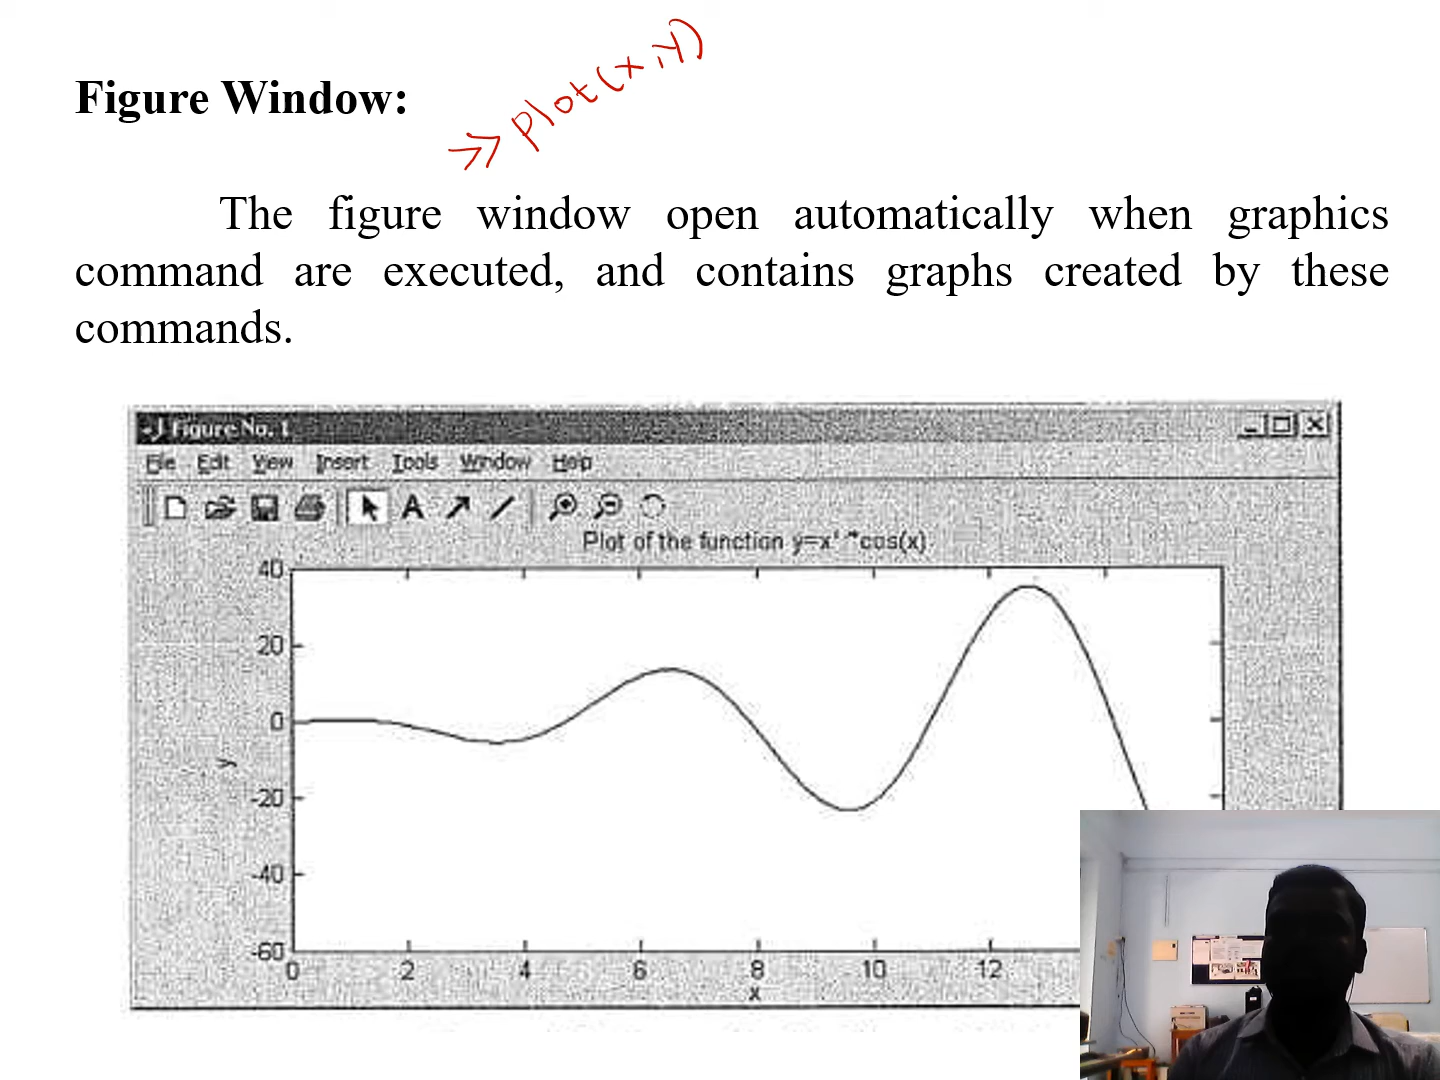 Figure Window:
>> plot(x,y)
The figure window open automatically when graphics
command are executed, and contains graphs created by these
commands.
Figure No. 1
File Edit View Insert Tools Window Help
A
Plot of the function y=x *cos(x)
40
20
0
-20
-40
-60
y
0 2 4 6 8 10 12
x